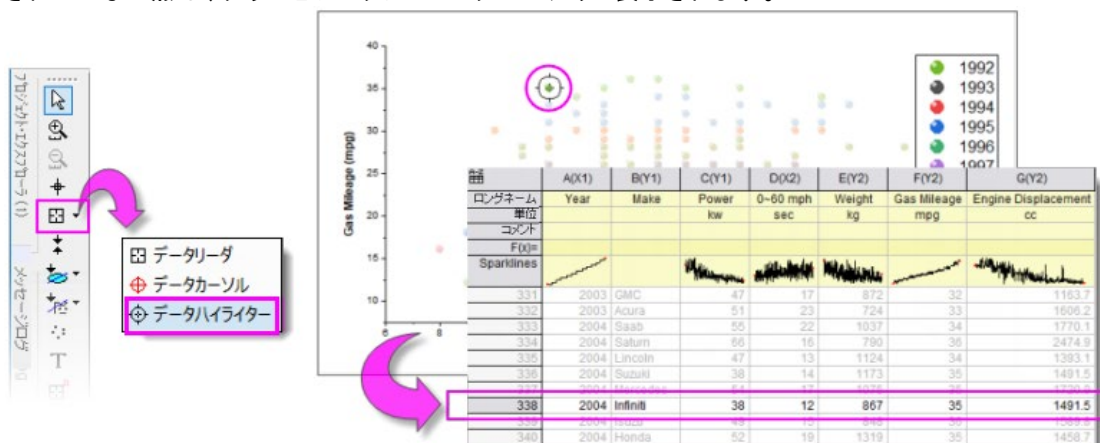 プロジェクト・エクスプローラ (1)
メッセージログ
T
データリーダ
データカーソル
データハイライター
Gas Mileage (mpg)
40
35
30
25
20
15
10
6
8
1992
1993
1994
1995
1996
1997
A(X1) B(Y1) C(Y1) D(X2) E(Y2) F(Y2) G(Y2)
ロングネーム Year Make Power 0~60 mph Weight Gas Mileage Engine Displacement
単位 kw sec kg mpg cc
コメント
F(x)=
Sparklines
331 2003 GMC 47 17 872 32 1163.7
332 2003 Acura 51 23 724 33 1606.2
333 2004 Saab 55 22 1037 34 1770.1
334 2004 Saturn 66 16 790 36 2474.9
335 2004 Lincoln 47 13 1124 34 1393.1
336 2004 Suzuki 38 14 1173 35 1491.5
337 2004 Mercedes
338 2004 Infiniti 38 12 867 35 1491.5
339 2004 Isuzu
340 2004 Honda 52 19 1319 35 1458.7